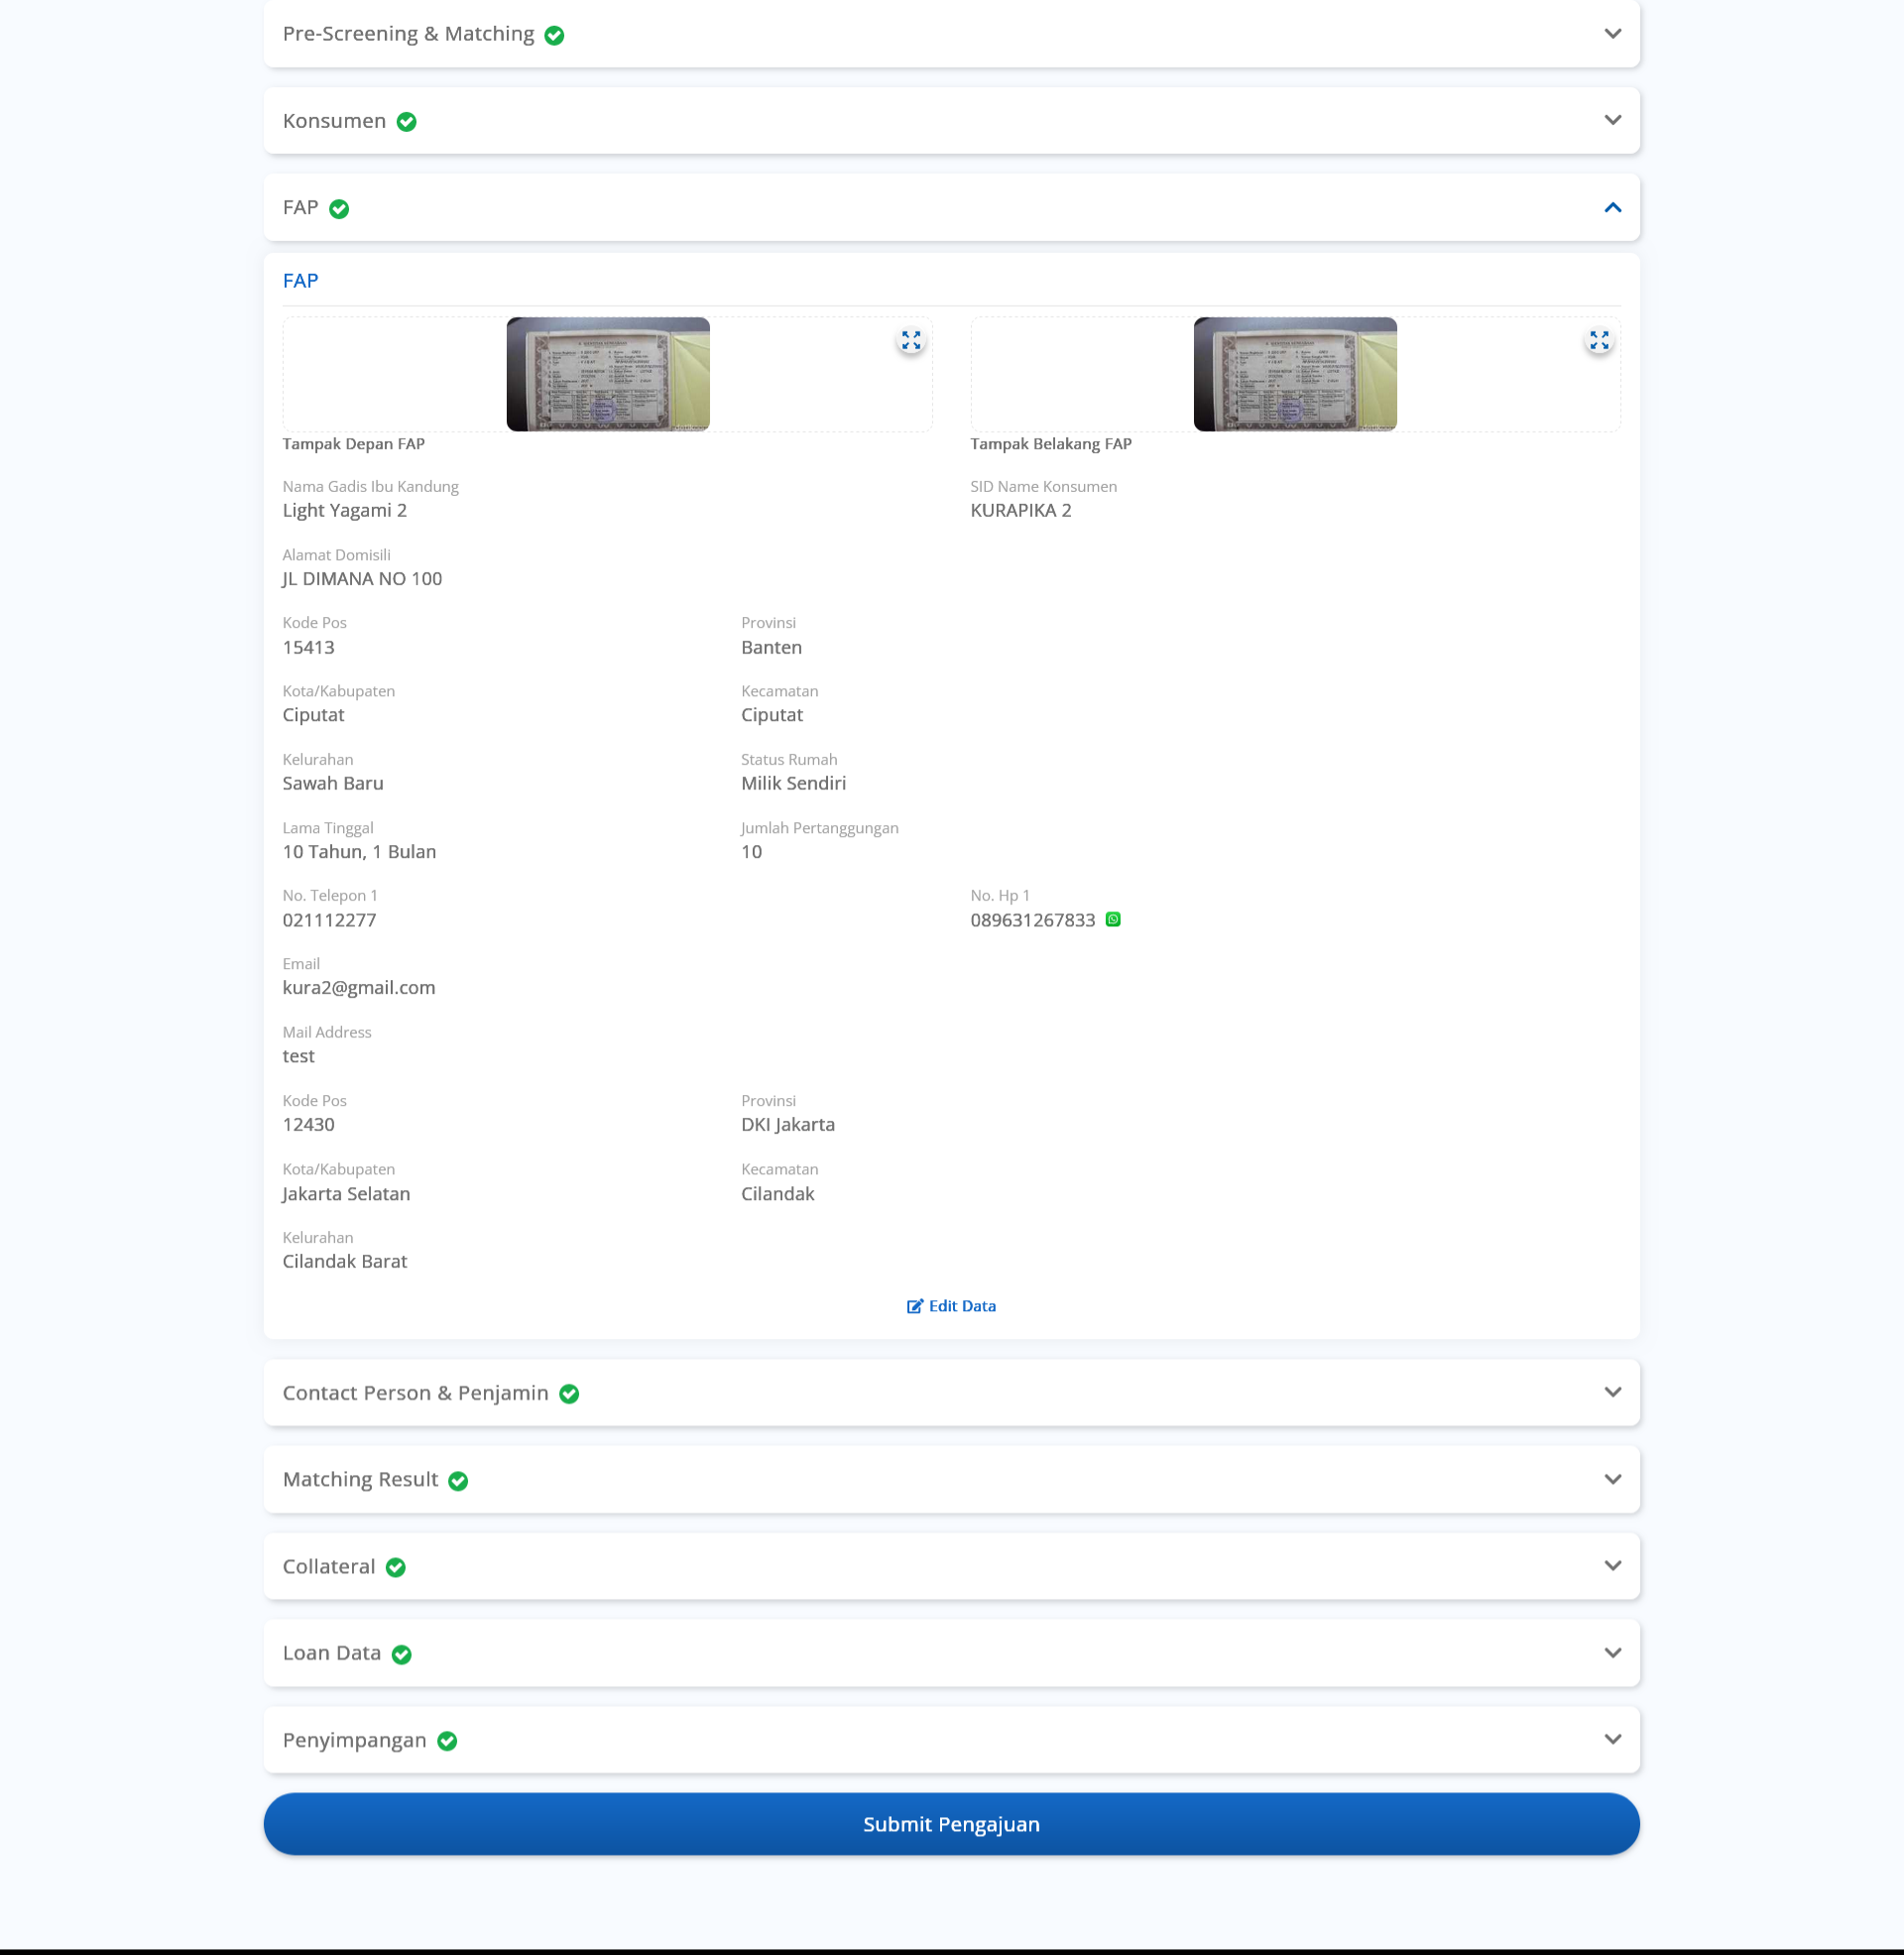 Pre-Screening & Matching
Konsumen
FAP
FAP
Tampak Depan FAP
Tampak Belakang FAP
Nama Gadis Ibu Kandung
SID Name Konsumen
Light Yagami 2
KURAPIKA 2
Alamat Domisili
JL DIMANA NO 100
Kode Pos
Provinsi
15413
Banten
Kota/Kabupaten
Kecamatan
Ciputat
Ciputat
Kelurahan
Status Rumah
Sawah Baru
Milik Sendiri
Lama Tinggal
Jumlah Pertanggungan
10 Tahun, 1 Bulan
10
No. Telepon 1
No. Hp 1
021112277
089631267833
Email
kura2@gmail.com
Mail Address
test
Kode Pos
Provinsi
12430
DKI Jakarta
Kota/Kabupaten
Kecamatan
Jakarta Selatan
Cilandak
Kelurahan
Cilandak Barat
Edit Data
Contact Person & Penjamin
Matching Result
Collateral
Loan Data
Penyimpangan
Submit Pengajuan